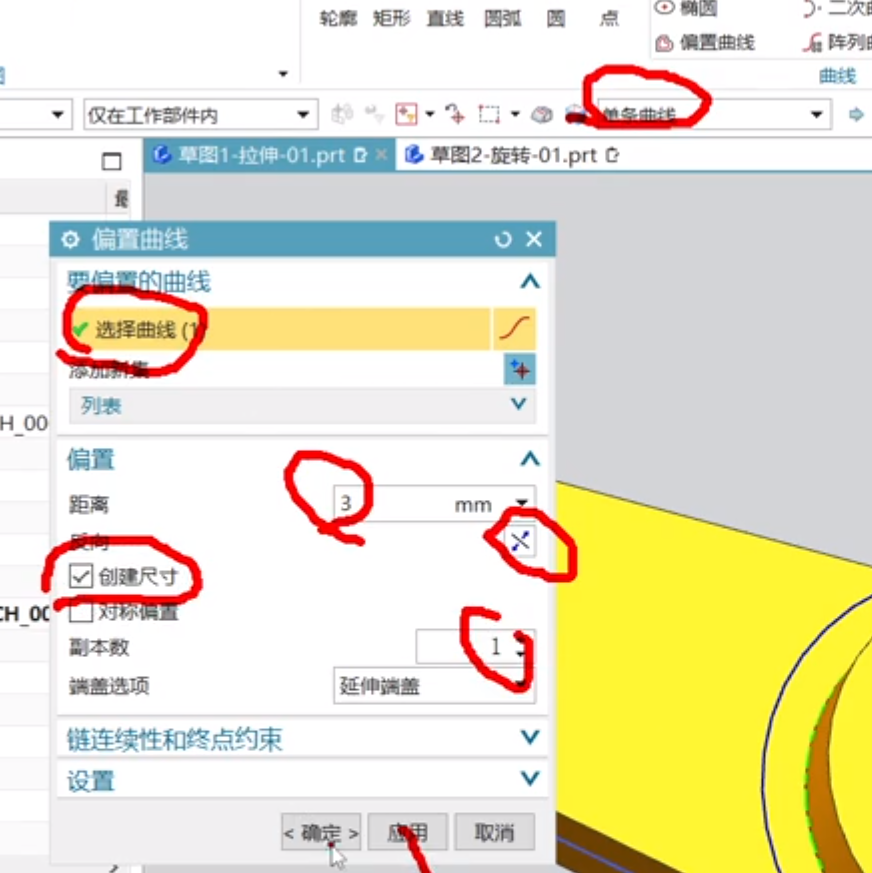 轮廓 矩形 直线 圆弧 圆 点
椭圆
二次
偏置曲线
阵列
曲线
仅在工作部件内
单条曲线
草图1-拉伸-01.prt
草图2-旋转-01.prt
偏置曲线
要偏置的曲线
选择曲线 (1)
添加新集
列表
H_00
偏置
距离 3 mm
反向
创建尺寸
CH_00
对称偏置
副本数 1
端盖选项 延伸端盖
链连续性和终点约束
设置
< 确定 > 应用 取消